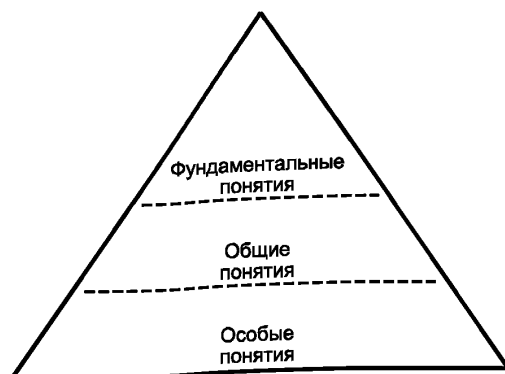 Фундаментальные
понятия
Общие
понятия
Особые
понятия